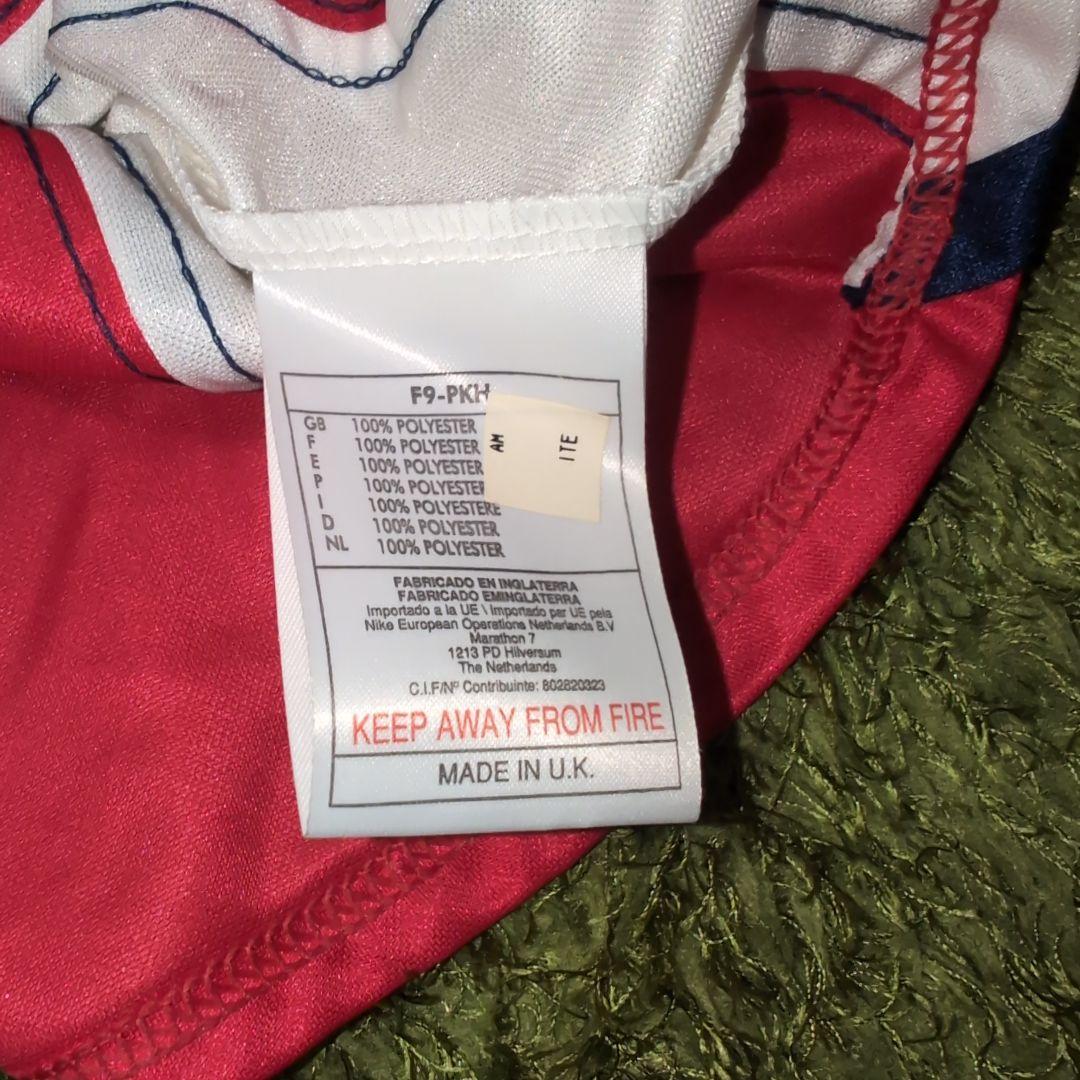 F9-PKH
GB 100% POLYESTER
F 100% POLYESTER
E 100% POLYESTER
P 100% POLYESTER
I 100% POLYESTERE
D 100% POLYESTER
NL 100% POLYESTER
AM
ITE
FABRICADO EN INGLATERRA
FABRICADO EMINGLATERRA
Importado a la UE \ Importado par UE pela
Nike European Operations Netherlands B.V
Marathon 7
1213 PD Hilversum
The Netherlands
C.I.F/Nº Contribuinte: 802820323
KEEP AWAY FROM FIRE
MADE IN U.K.